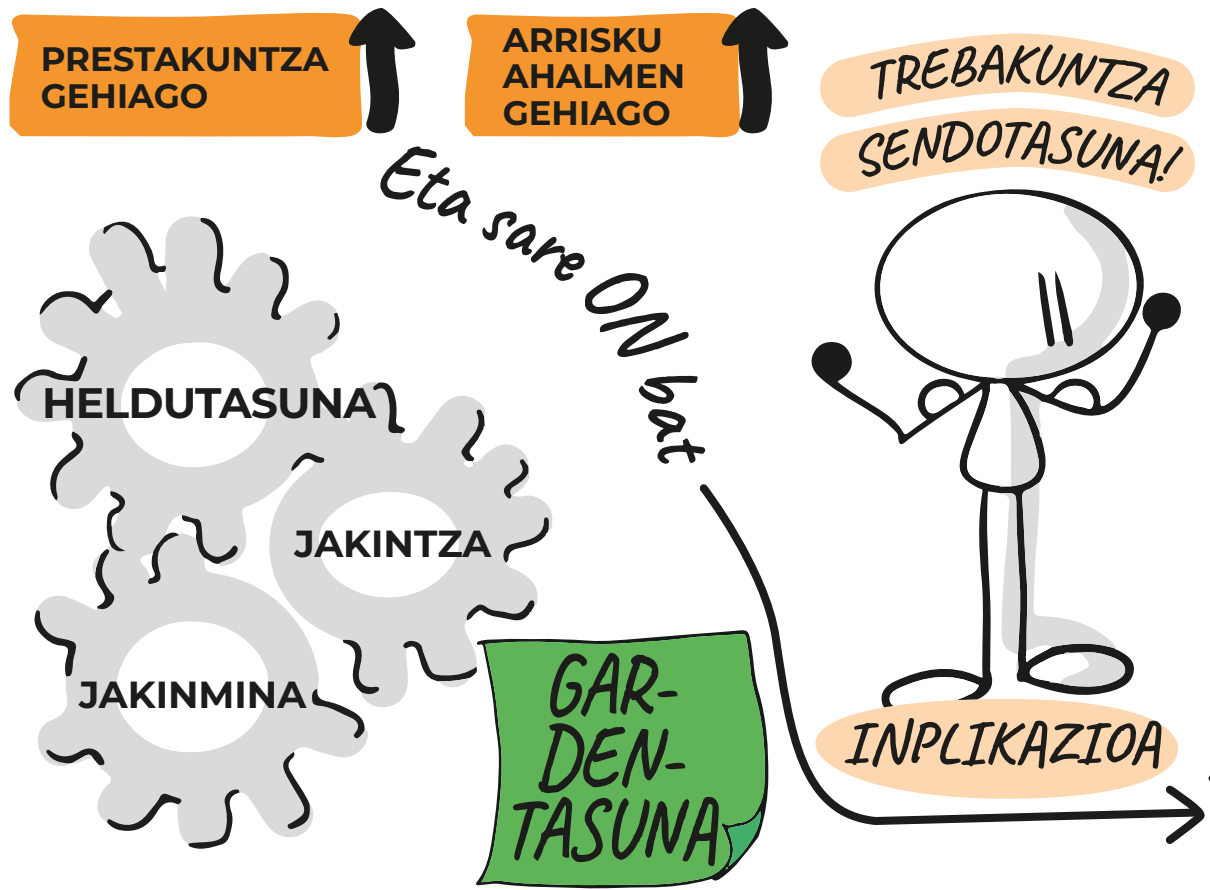 PRESTAKUNTZA
GEHIAGO
ARRISKU
AHALMEN
GEHIAGO
TREBAKUNTZA
SENDOTASUNA!
Eta sare ON bat
HELDUTASUNA
JAKINTZA
JAKINMINA
GAR-
DEN-
TASUNA
INPLIKAZIOA